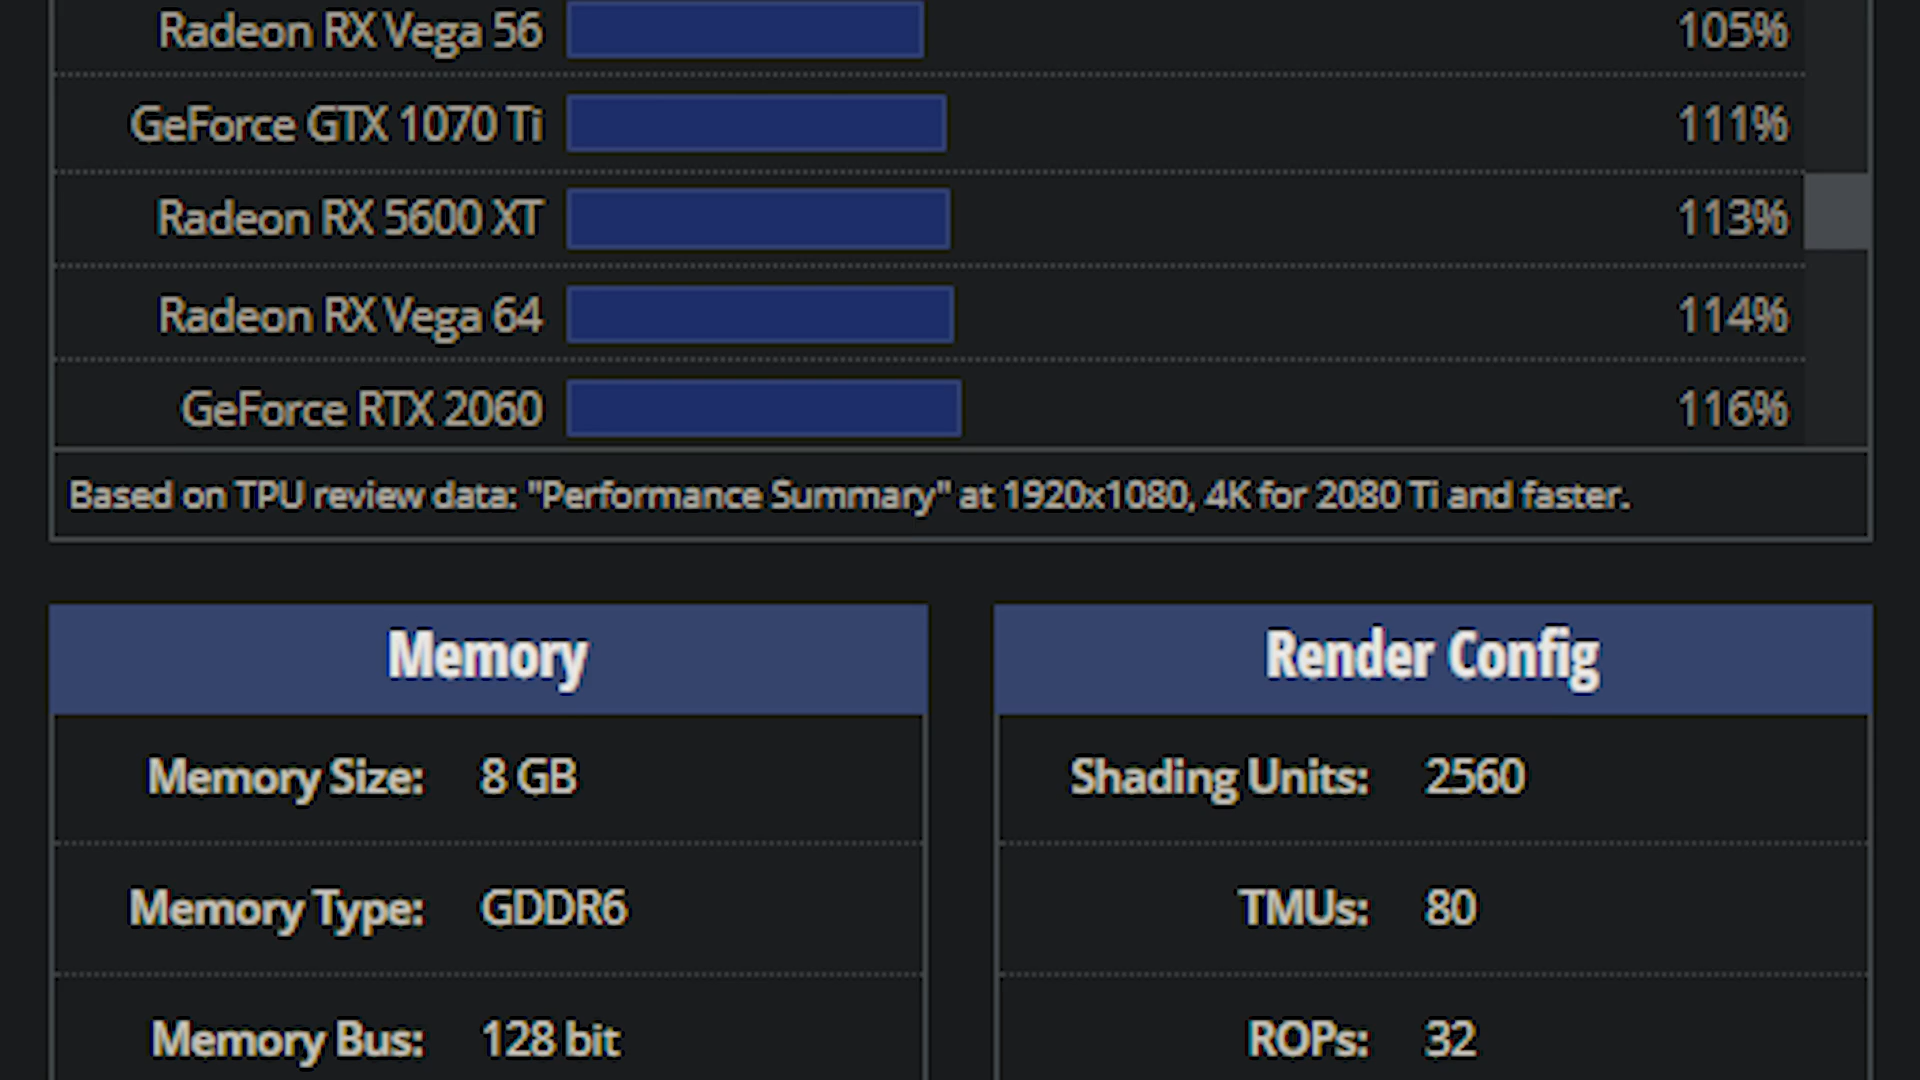 Radeon RX Vega 56 105%
GeForce GTX 1070 Ti 111%
Radeon RX 5600 XT 113%
Radeon RX Vega 64 114%
GeForce RTX 2060 116%
Based on TPU review data: "Performance Summary" at 1920x1080, 4K for 2080 Ti and faster.
Memory
Memory Size: 8 GB
Memory Type: GDDR6
Memory Bus: 128 bit
Render Config
Shading Units: 2560
TMUs: 80
ROPs: 32